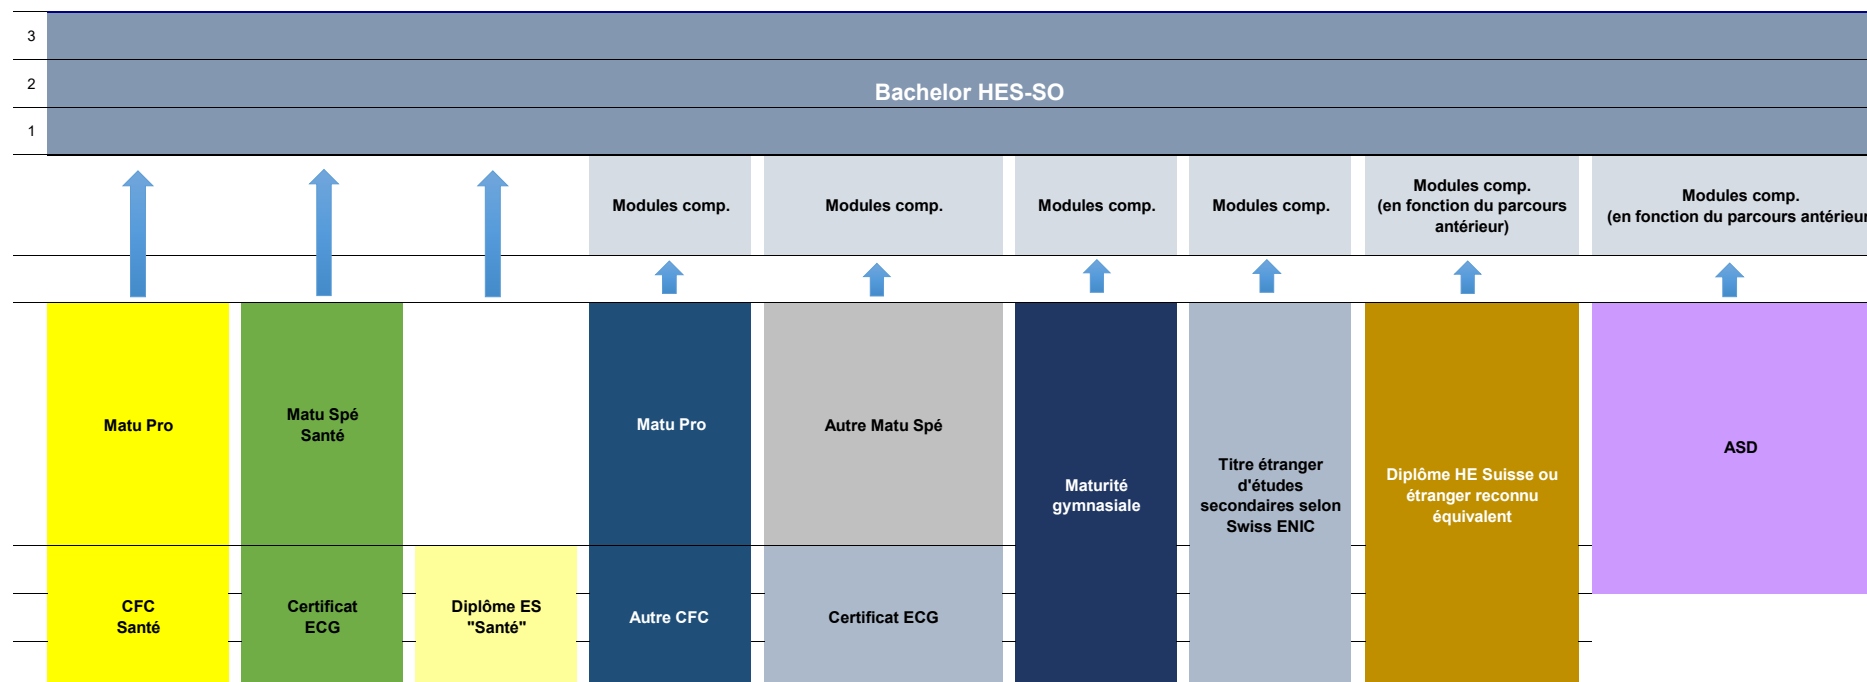 3
2
Bachelor HES-SO
1
Modules comp.
Modules comp.
Modules comp.
Modules comp.
Modules comp.
(en fonction du parcours
antérieur)
Modules comp.
(en fonction du parcours antérieur
Matu Pro
Matu Spé
Santé
Matu Pro
Autre Matu Spé
Maturité
gymnasiale
Titre étranger
d'études
secondaires selon
Swiss ENIC
Diplôme HE Suisse ou
étranger reconnu
équivalent
ASD
CFC
Santé
Certificat
ECG
Diplôme ES
"Santé"
Autre CFC
Certificat ECG